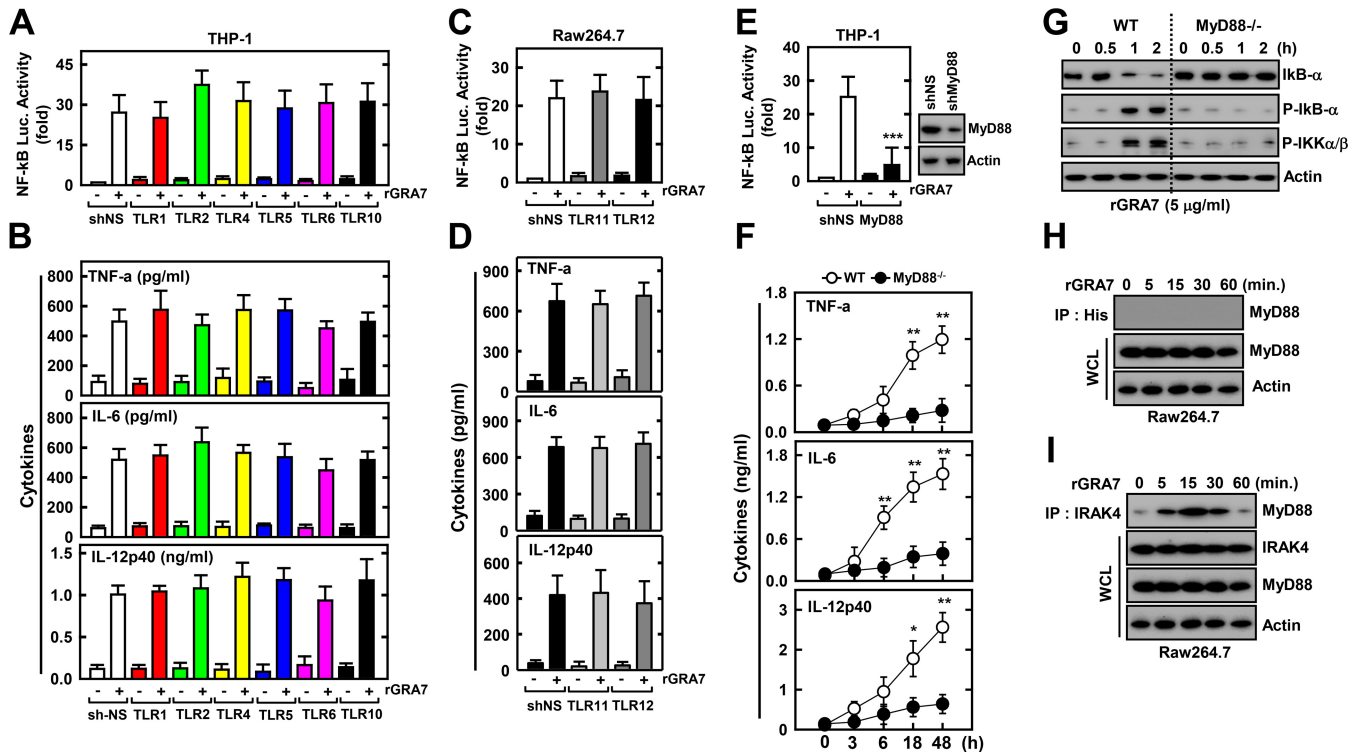 A
THP-1
NF-kB Luc. Activity
(fold)
45
30
15
0
- + - + - + - + - + - + - + rGRA7
shNS TLR1 TLR2 TLR4 TLR5 TLR6 TLR10
B
Cytokines
TNF-a (pg/ml)
800
600
400
200
0
IL-6 (pg/ml)
800
600
400
200
0
IL-12p40 (ng/ml)
1.5
1.0
0.5
0.0
- + - + - + - + - + - + - + rGRA7
sh-NS TLR1 TLR2 TLR4 TLR5 TLR6 TLR10
C
Raw264.7
NF-kB Luc. Activity
(fold)
40
30
20
10
0
- + - + - + rGRA7
shNS TLR11 TLR12
D
Cytokines (pg/ml)
TNF-a
900
600
300
0
IL-6
900
600
300
0
IL-12p40
600
400
200
0
- + - + - + rGRA7
shNS TLR11 TLR12
E
THP-1
NF-kB Luc. Activity
(fold)
40
30
20
10
0
***
- + - + rGRA7
shNS MyD88
shNS
shMyD88
MyD88
Actin
F
WT MyD88-/-
Cytokines (ng/ml)
TNF-a
1.8
1.2
0.6
0.0
** **
IL-6
1.8
1.2
0.6
0.0
** ** **
IL-12p40
3
2
1
0
* **
0 3 6 18 48 (h)
G
WT MyD88-/-
0 0.5 1 2 0 0.5 1 2 (h)
IkB-α
P-IkB-α
P-IKKα/β
Actin
rGRA7 (5 µg/ml)
H
rGRA7 0 5 15 30 60 (min.)
IP : His MyD88
WCL
MyD88
Actin
Raw264.7
I
rGRA7 0 5 15 30 60 (min.)
IP : IRAK4 MyD88
WCL
IRAK4
MyD88
Actin
Raw264.7